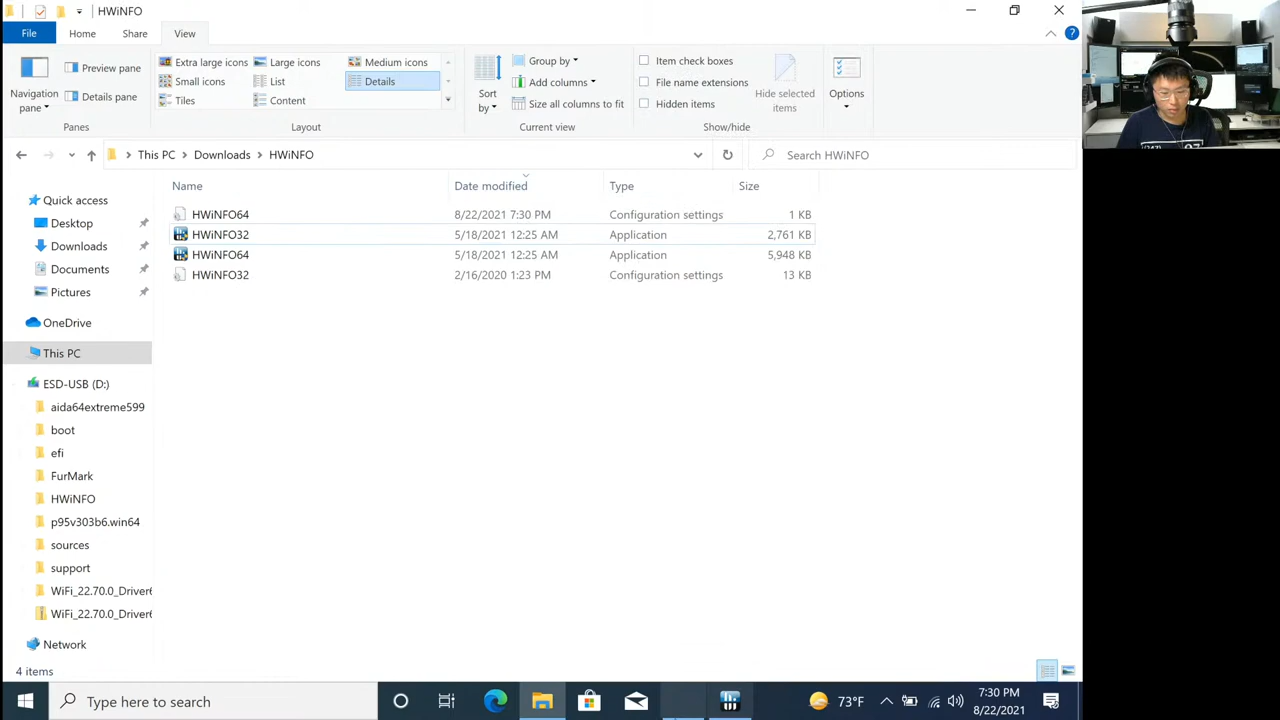 HWiNFO
File
Home
Share
View
Navigation pane
Preview pane
Details pane
Panes
Extra large icons
Large icons
Medium icons
Small icons
List
Details
Tiles
Content
Layout
Sort by
Group by
Add columns
Size all columns to fit
Current view
Item check boxes
File name extensions
Hidden items
Hide selected items
Show/hide
Options
This PC > Downloads > HWiNFO
Search HWiNFO
Name Date modified Type Size
HWiNFO64 8/22/2021 7:30 PM Configuration settings 1 KB
HWiNFO32 5/18/2021 12:25 AM Application 2,761 KB
HWiNFO64 5/18/2021 12:25 AM Application 5,948 KB
HWiNFO32 2/16/2020 1:23 PM Configuration settings 13 KB
Quick access
Desktop
Downloads
Documents
Pictures
OneDrive
This PC
ESD-USB (D:)
aida64extreme599
boot
efi
FurMark
HWiNFO
p95v303b6.win64
sources
support
WiFi_22.70.0_Driver6
WiFi_22.70.0_Driver6
Network
4 items
Type here to search
73°F
7:30 PM
8/22/2021